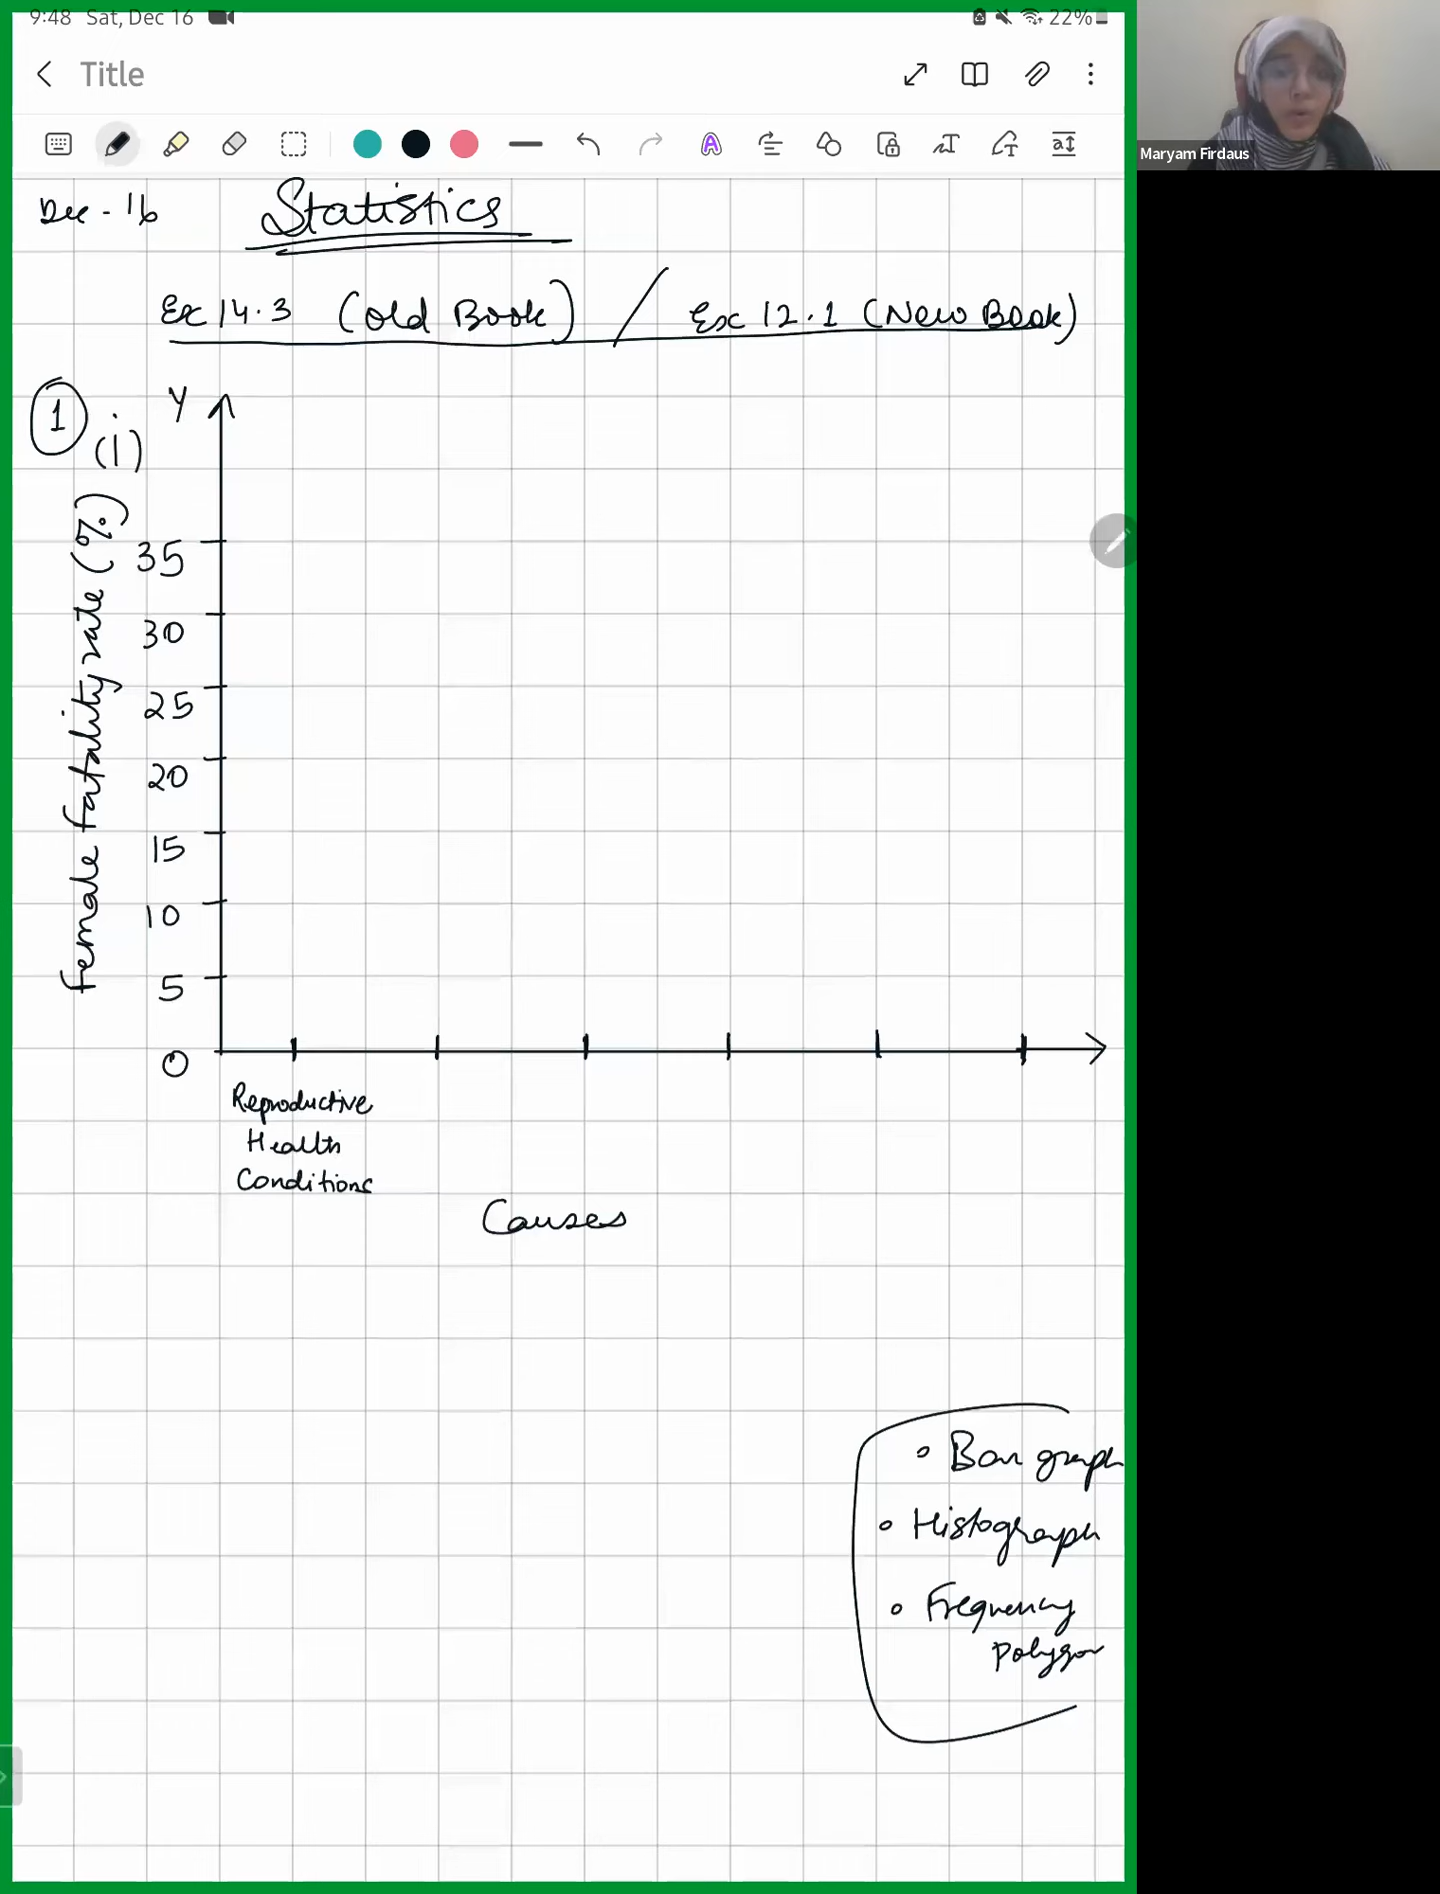 9:48 Sat, Dec 16
22%
Title
Maryam Firdaus
Dec - 16
Statistics
Ex 14.3 (Old Book) / Ex 12.1 (New Book)
1 (i)
Y
Female fatality rate (%)
35
30
25
20
15
10
5
0
Reproductive
Health
Conditions
Causes
• Bar graph
• Histograph
• Frequency
polygon